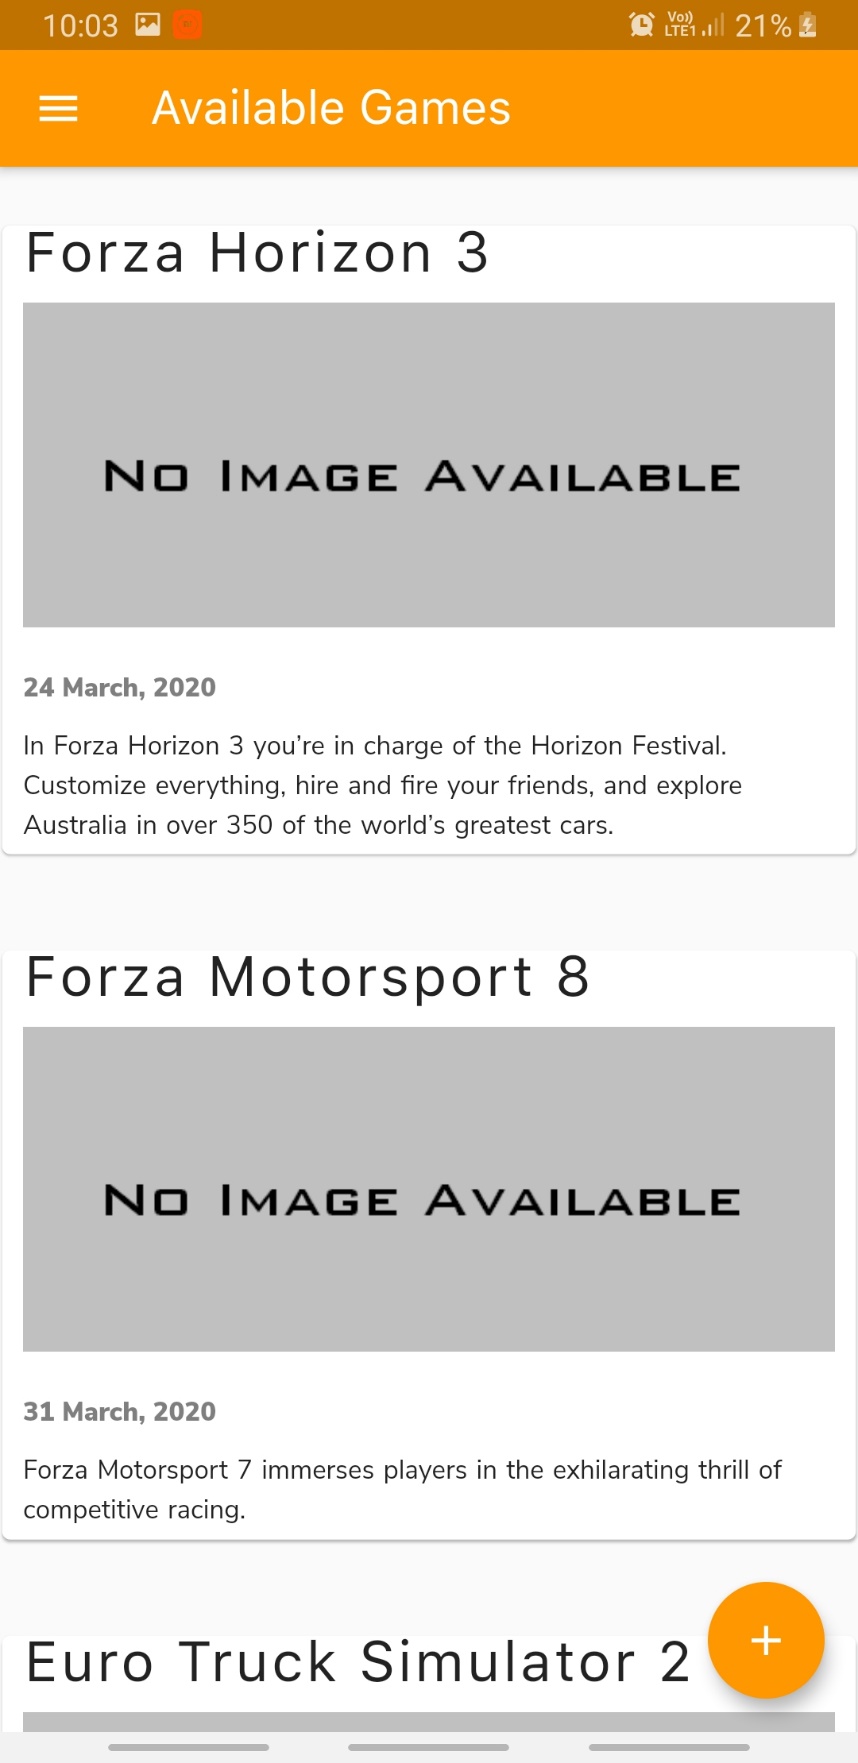 10:03
Vo)) LTE1 21%
Available Games
Forza Horizon 3
No Image Available
24 March, 2020
In Forza Horizon 3 you’re in charge of the Horizon Festival.
Customize everything, hire and fire your friends, and explore
Australia in over 350 of the world’s greatest cars.
Forza Motorsport 8
No Image Available
31 March, 2020
Forza Motorsport 7 immerses players in the exhilarating thrill of
competitive racing.
Euro Truck Simulator 2